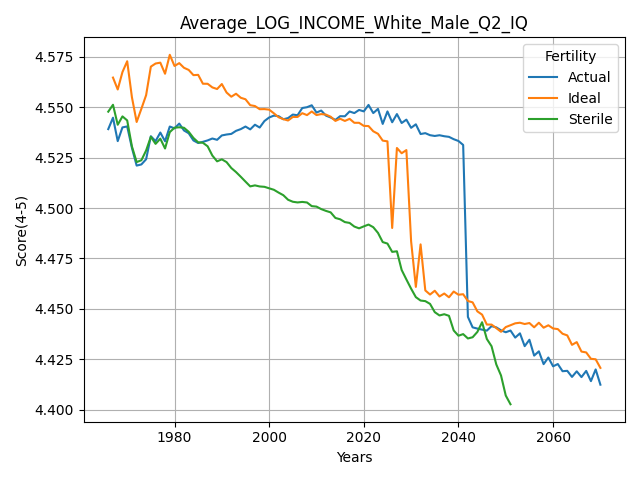 Average_LOG_INCOME_White_Male_Q2_IQ
Fertility
Actual
Ideal
Sterile
Score(4-5)
4.575
4.550
4.525
4.500
4.475
4.450
4.425
4.400
1980
2000
2020
2040
2060
Years